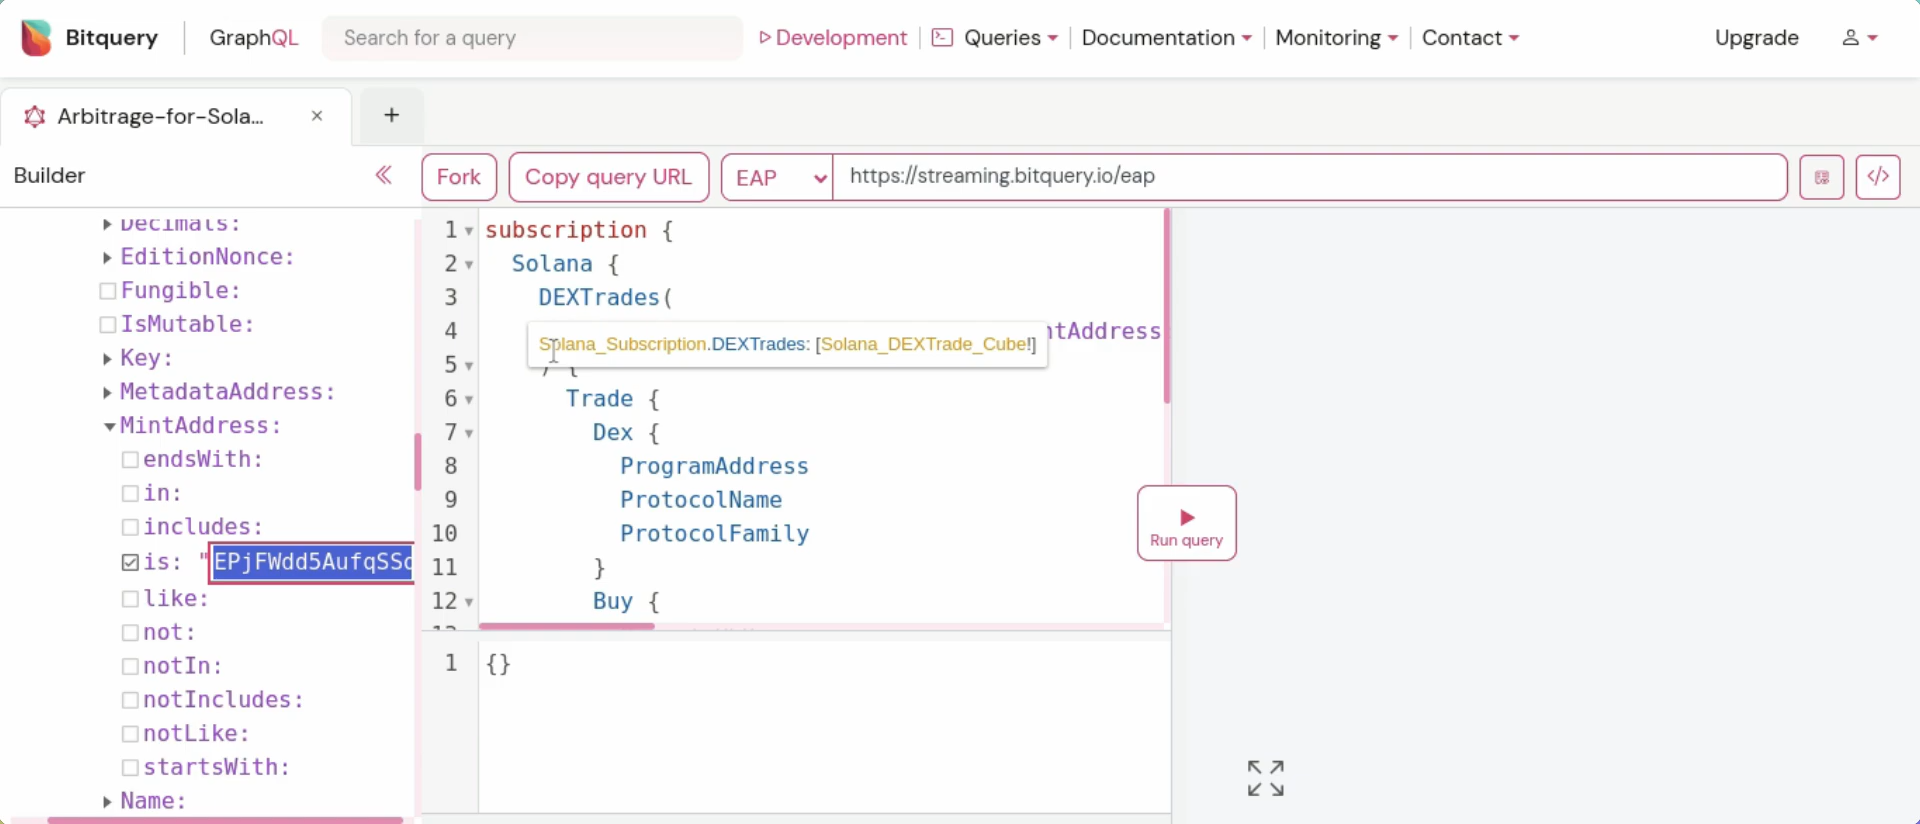 Bitquery GraphQL Search for a query Development Queries Documentation Monitoring Contact Upgrade
Arbitrage-for-Sola... × +
Builder Fork Copy query URL EAP https://streaming.bitquery.io/eap
Decimals:
EditionNonce:
Fungible:
IsMutable:
Key:
MetadataAddress:
MintAddress:
endsWith:
in:
includes:
is: "EPjFWdd5AufqSS
like:
not:
notIn:
notIncludes:
notLike:
startsWith:
Name:
1 subscription {
2 Solana {
3 DEXTrades(
4 ntAddress
Solana_Subscription.DEXTrades: [Solana_DEXTrade_Cube!]
5 ) {
6 Trade {
7 Dex {
8 ProgramAddress
9 ProtocolName
10 ProtocolFamily
11 }
12 Buy {
1 {}
Run query